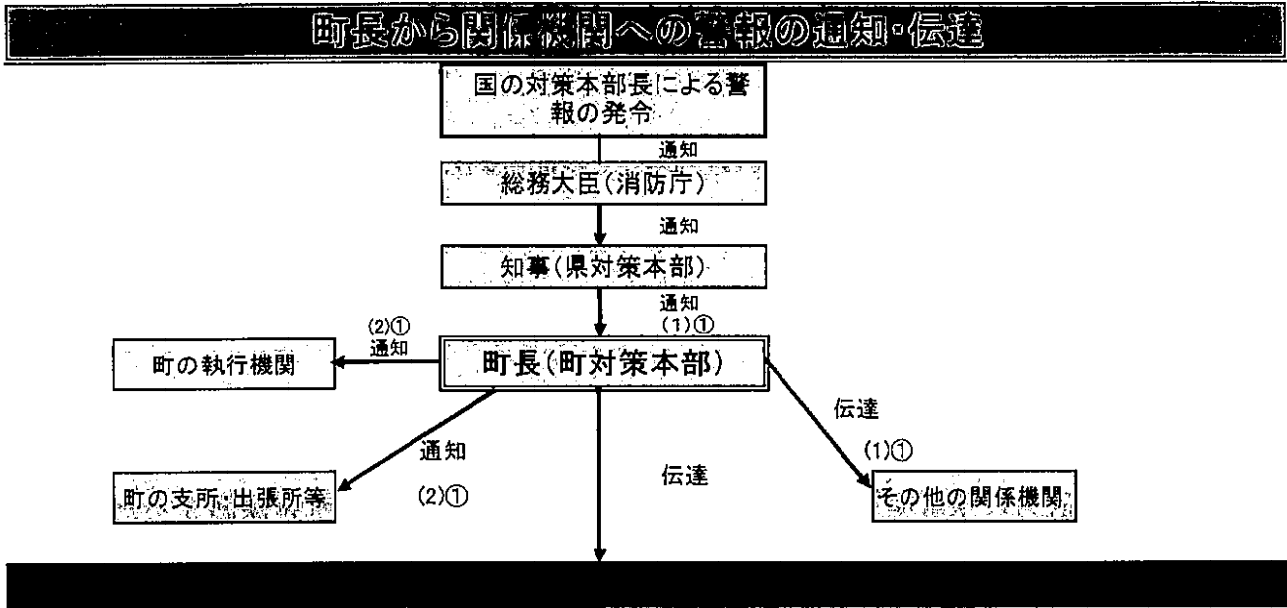 町長から関係機関への警報の通知・伝達
国の対策本部長による警
報の発令
通知
総務大臣(消防庁)
通知
知事(県対策本部)
通知
(1)①
(2)①
通知
町の執行機関
町長(町対策本部)
伝達
(1)①
通知
(2)①
伝達
町の支所・出張所等
その他の関係機関